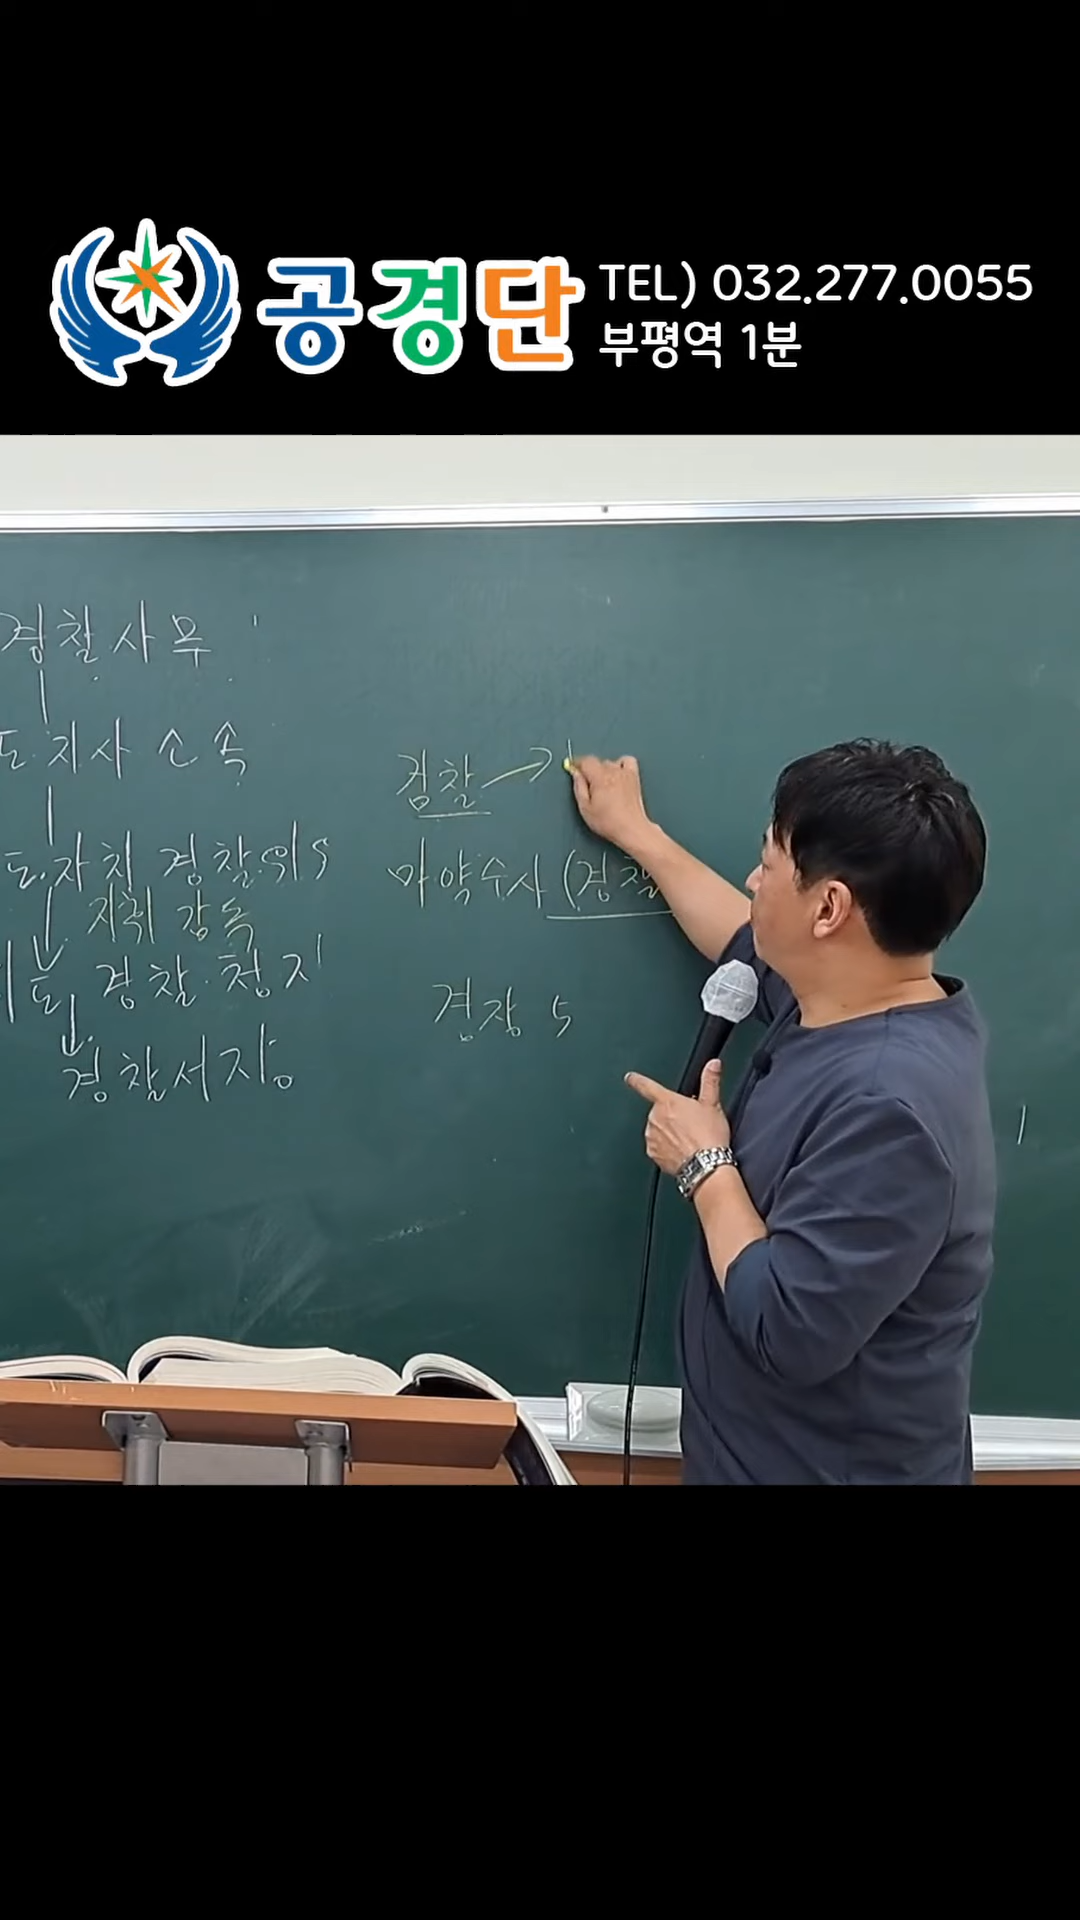 공경단
TEL) 032.277.0055
부평역 1분
경찰사무
도지사 소속
도자치 경찰위
지휘 감독
도 경찰청
경찰서장
검찰 →
마약수사 (경찰
경장 5